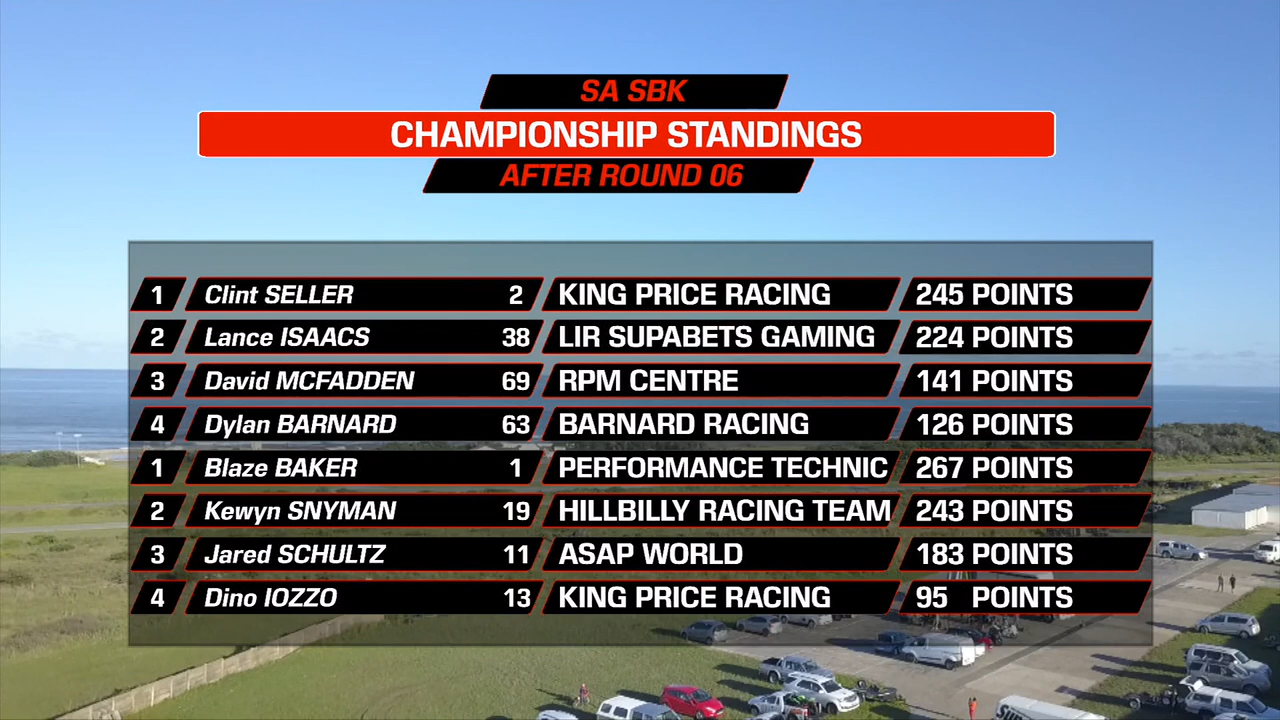 SA SBK
CHAMPIONSHIP STANDINGS
AFTER ROUND 06
1 Clint SELLER 2 KING PRICE RACING 245 POINTS
2 Lance ISAACS 38 LIR SUPABETS GAMING 224 POINTS
3 David MCFADDEN 69 RPM CENTRE 141 POINTS
4 Dylan BARNARD 63 BARNARD RACING 126 POINTS
1 Blaze BAKER 1 PERFORMANCE TECHNIC 267 POINTS
2 Kewyn SNYMAN 19 HILLBILLY RACING TEAM 243 POINTS
3 Jared SCHULTZ 11 ASAP WORLD 183 POINTS
4 Dino IOZZO 13 KING PRICE RACING 95 POINTS